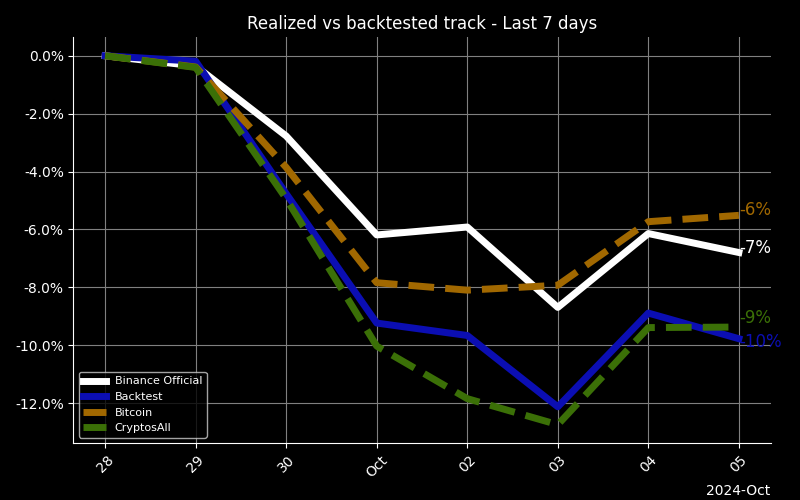 Realized vs backtested track - Last 7 days
0.0%
-2.0%
-4.0%
-6.0%
-8.0%
-10.0%
-12.0%
-6%
-7%
-9%
-10%
Binance Official
Backtest
Bitcoin
CryptosAll
28
29
30
Oct
02
03
04
05
2024-Oct